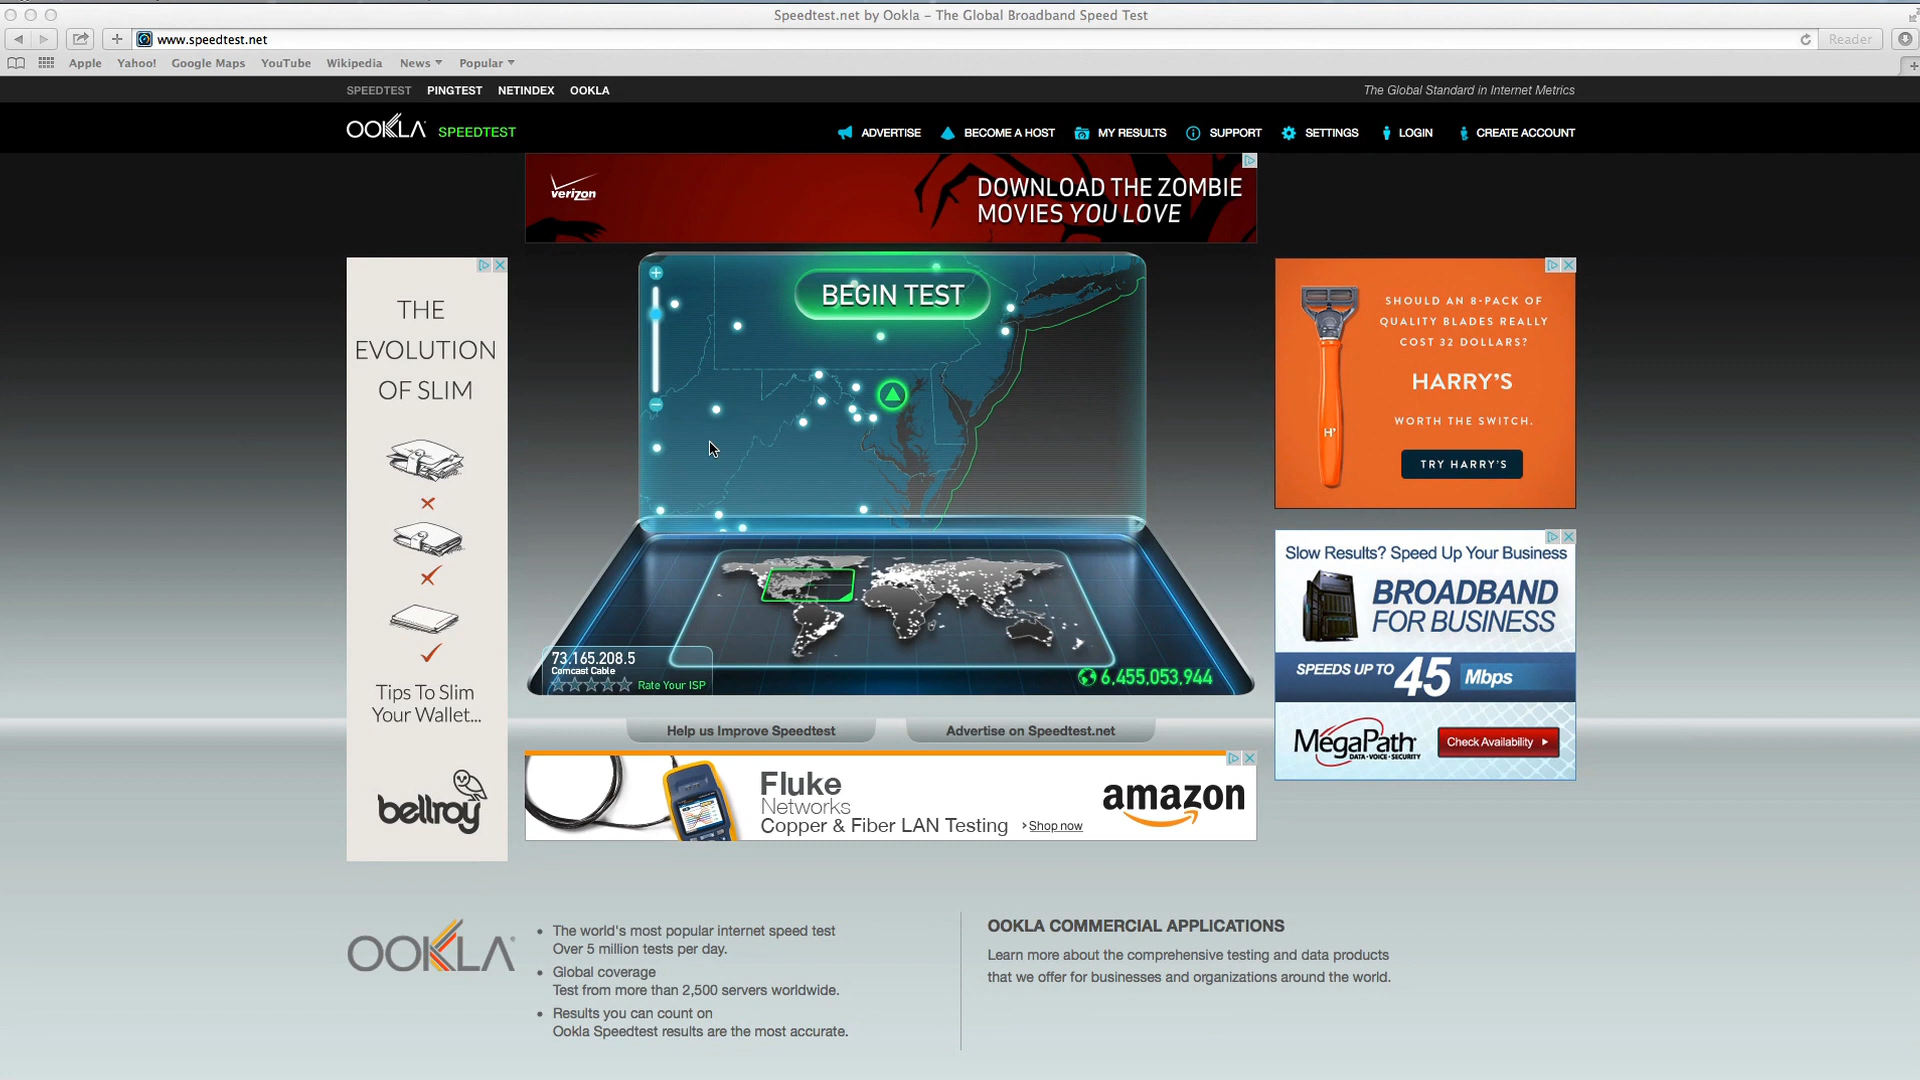 Speedtest.net by Ookla – The Global Broadband Speed Test
www.speedtest.net
Reader
Apple Yahoo! Google Maps YouTube Wikipedia News Popular
SPEEDTEST PINGTEST NETINDEX OOKLA
The Global Standard in Internet Metrics
OOKLA SPEEDTEST
ADVERTISE BECOME A HOST MY RESULTS SUPPORT SETTINGS LOGIN CREATE ACCOUNT
verizon
DOWNLOAD THE ZOMBIE
MOVIES YOU LOVE
THE
EVOLUTION
OF SLIM
Tips To Slim
Your Wallet...
bellroy
BEGIN TEST
73.165.208.5
Comcast Cable
Rate Your ISP
6,455,053,944
SHOULD AN 8-PACK OF
QUALITY BLADES REALLY
COST 32 DOLLARS?
HARRY'S
WORTH THE SWITCH.
H'
TRY HARRY'S
Slow Results? Speed Up Your Business
BROADBAND
FOR BUSINESS
SPEEDS UP TO 45 Mbps
MegaPath
DATA · VOICE · SECURITY
Check Availability
Help us Improve Speedtest
Advertise on Speedtest.net
Fluke
Networks
Copper & Fiber LAN Testing
Shop now
amazon
OOKLA
• The world's most popular internet speed test
Over 5 million tests per day.
• Global coverage
Test from more than 2,500 servers worldwide.
• Results you can count on
Ookla Speedtest results are the most accurate.
OOKLA COMMERCIAL APPLICATIONS
Learn more about the comprehensive testing and data products
that we offer for businesses and organizations around the world.